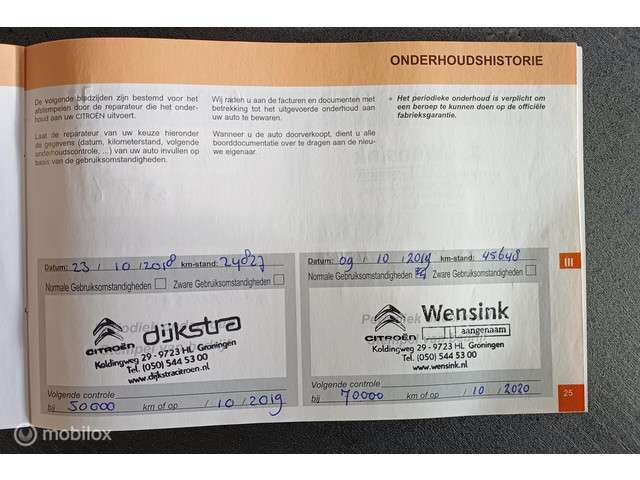 ONDERHOUDSHISTORIE
De volgende bladzijden zijn bestemd voor het
afstempelen door de reparateur die het onder-
houd aan uw CITROËN uitvoert.
Laat de reparateur van uw keuze hieronder
de gegevens (datum, kilometerstand, volgende
onderhoudscontrole, ...) van uw auto invullen op
basis van de gebruiksomstandigheden.
Wij raden u aan de facturen en documenten met
betrekking tot het uitgevoerde onderhoud aan
uw auto te bewaren.
Wanneer u de auto doorverkoopt, dient u alle
boorddocumentatie over te dragen aan de nieu-
we eigenaar.
Het periodieke onderhoud is verplicht om
een beroep te kunnen doen op de officiële
fabrieksgarantie.
III
Datum: 23 / 10 / 2018 km-stand: 24827
Normale Gebruiksomstandigheden Zware Gebruiksomstandigheden
CITROËN dijkstra
Koldingweg 29 - 9723 HL Groningen
Tel. (050) 544 53 00
www.dijkstracitroen.nl
Volgende controle
bij 50000 km of op / 10 / 2019
Datum: 09 / 10 / 2019 km-stand: 45648
Normale Gebruiksomstandigheden Zware Gebruiksomstandigheden
CITROËN Wensink
aangenaam
Koldingweg 29 - 9723 HL Groningen
Tel. (050) 544 53 00
www.wensink.nl
Volgende controle
bij 70000 km of op / 10 / 2020
25
mobilox